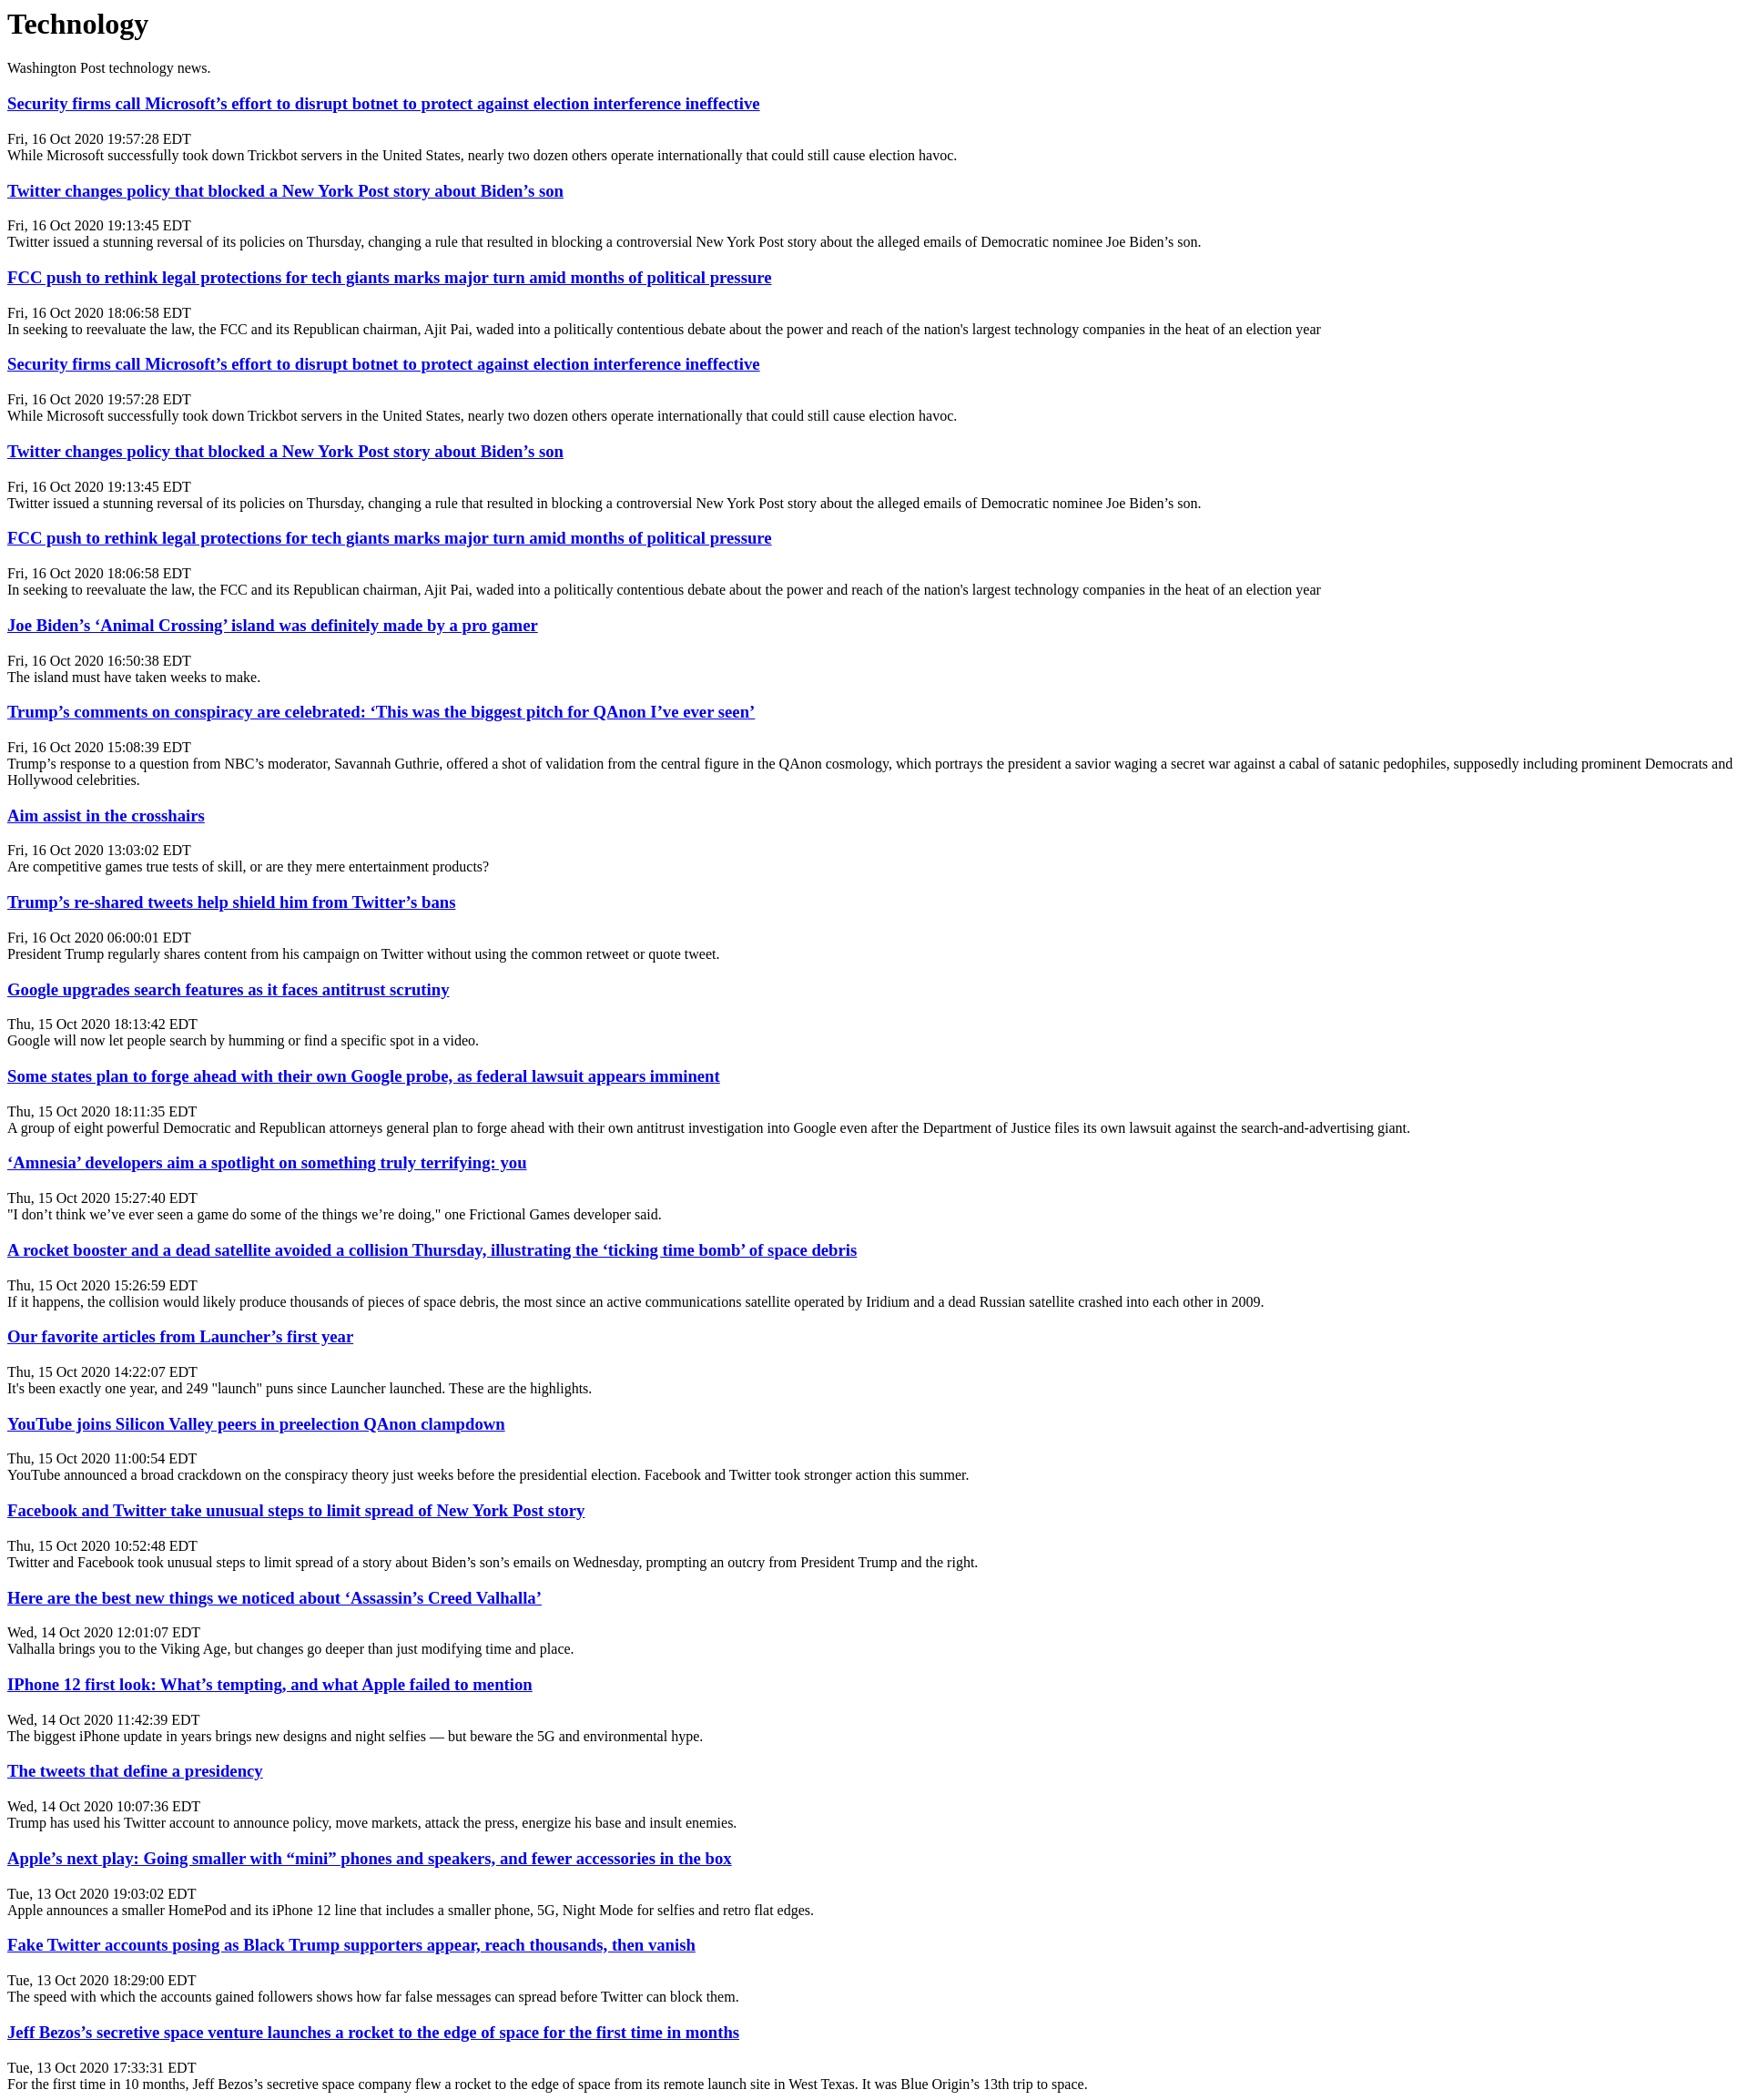 Technology
Washington Post technology news.
Security firms call Microsoft’s effort to disrupt botnet to protect against election interference ineffective
Fri, 16 Oct 2020 19:57:28 EDT
While Microsoft successfully took down Trickbot servers in the United States, nearly two dozen others operate internationally that could still cause election havoc.
Twitter changes policy that blocked a New York Post story about Biden’s son
Fri, 16 Oct 2020 19:13:45 EDT
Twitter issued a stunning reversal of its policies on Thursday, changing a rule that resulted in blocking a controversial New York Post story about the alleged emails of Democratic nominee Joe Biden’s son.
FCC push to rethink legal protections for tech giants marks major turn amid months of political pressure
Fri, 16 Oct 2020 18:06:58 EDT
In seeking to reevaluate the law, the FCC and its Republican chairman, Ajit Pai, waded into a politically contentious debate about the power and reach of the nation's largest technology companies in the heat of an election year
Security firms call Microsoft’s effort to disrupt botnet to protect against election interference ineffective
Fri, 16 Oct 2020 19:57:28 EDT
While Microsoft successfully took down Trickbot servers in the United States, nearly two dozen others operate internationally that could still cause election havoc.
Twitter changes policy that blocked a New York Post story about Biden’s son
Fri, 16 Oct 2020 19:13:45 EDT
Twitter issued a stunning reversal of its policies on Thursday, changing a rule that resulted in blocking a controversial New York Post story about the alleged emails of Democratic nominee Joe Biden’s son.
FCC push to rethink legal protections for tech giants marks major turn amid months of political pressure
Fri, 16 Oct 2020 18:06:58 EDT
In seeking to reevaluate the law, the FCC and its Republican chairman, Ajit Pai, waded into a politically contentious debate about the power and reach of the nation's largest technology companies in the heat of an election year
Joe Biden’s ‘Animal Crossing’ island was definitely made by a pro gamer
Fri, 16 Oct 2020 16:50:38 EDT
The island must have taken weeks to make.
Trump’s comments on conspiracy are celebrated: ‘This was the biggest pitch for QAnon I’ve ever seen’
Fri, 16 Oct 2020 15:08:39 EDT
Trump’s response to a question from NBC’s moderator, Savannah Guthrie, offered a shot of validation from the central figure in the QAnon cosmology, which portrays the president a savior waging a secret war against a cabal of satanic pedophiles, supposedly including prominent Democrats and
Hollywood celebrities.
Aim assist in the crosshairs
Fri, 16 Oct 2020 13:03:02 EDT
Are competitive games true tests of skill, or are they mere entertainment products?
Trump’s re-shared tweets help shield him from Twitter’s bans
Fri, 16 Oct 2020 06:00:01 EDT
President Trump regularly shares content from his campaign on Twitter without using the common retweet or quote tweet.
Google upgrades search features as it faces antitrust scrutiny
Thu, 15 Oct 2020 18:13:42 EDT
Google will now let people search by humming or find a specific spot in a video.
Some states plan to forge ahead with their own Google probe, as federal lawsuit appears imminent
Thu, 15 Oct 2020 18:11:35 EDT
A group of eight powerful Democratic and Republican attorneys general plan to forge ahead with their own antitrust investigation into Google even after the Department of Justice files its own lawsuit against the search-and-advertising giant.
‘Amnesia’ developers aim a spotlight on something truly terrifying: you
Thu, 15 Oct 2020 15:27:40 EDT
"I don’t think we’ve ever seen a game do some of the things we’re doing," one Frictional Games developer said.
A rocket booster and a dead satellite avoided a collision Thursday, illustrating the ‘ticking time bomb’ of space debris
Thu, 15 Oct 2020 15:26:59 EDT
If it happens, the collision would likely produce thousands of pieces of space debris, the most since an active communications satellite operated by Iridium and a dead Russian satellite crashed into each other in 2009.
Our favorite articles from Launcher’s first year
Thu, 15 Oct 2020 14:22:07 EDT
It's been exactly one year, and 249 "launch" puns since Launcher launched. These are the highlights.
YouTube joins Silicon Valley peers in preelection QAnon clampdown
Thu, 15 Oct 2020 11:00:54 EDT
YouTube announced a broad crackdown on the conspiracy theory just weeks before the presidential election. Facebook and Twitter took stronger action this summer.
Facebook and Twitter take unusual steps to limit spread of New York Post story
Thu, 15 Oct 2020 10:52:48 EDT
Twitter and Facebook took unusual steps to limit spread of a story about Biden’s son’s emails on Wednesday, prompting an outcry from President Trump and the right.
Here are the best new things we noticed about ‘Assassin’s Creed Valhalla’
Wed, 14 Oct 2020 12:01:07 EDT
Valhalla brings you to the Viking Age, but changes go deeper than just modifying time and place.
IPhone 12 first look: What’s tempting, and what Apple failed to mention
Wed, 14 Oct 2020 11:42:39 EDT
The biggest iPhone update in years brings new designs and night selfies — but beware the 5G and environmental hype.
The tweets that define a presidency
Wed, 14 Oct 2020 10:07:36 EDT
Trump has used his Twitter account to announce policy, move markets, attack the press, energize his base and insult enemies.
Apple’s next play: Going smaller with “mini” phones and speakers, and fewer accessories in the box
Tue, 13 Oct 2020 19:03:02 EDT
Apple announces a smaller HomePod and its iPhone 12 line that includes a smaller phone, 5G, Night Mode for selfies and retro flat edges.
Fake Twitter accounts posing as Black Trump supporters appear, reach thousands, then vanish
Tue, 13 Oct 2020 18:29:00 EDT
The speed with which the accounts gained followers shows how far false messages can spread before Twitter can block them.
Jeff Bezos’s secretive space venture launches a rocket to the edge of space for the first time in months
Tue, 13 Oct 2020 17:33:31 EDT
For the first time in 10 months, Jeff Bezos’s secretive space company flew a rocket to the edge of space from its remote launch site in West Texas. It was Blue Origin’s 13th trip to space.